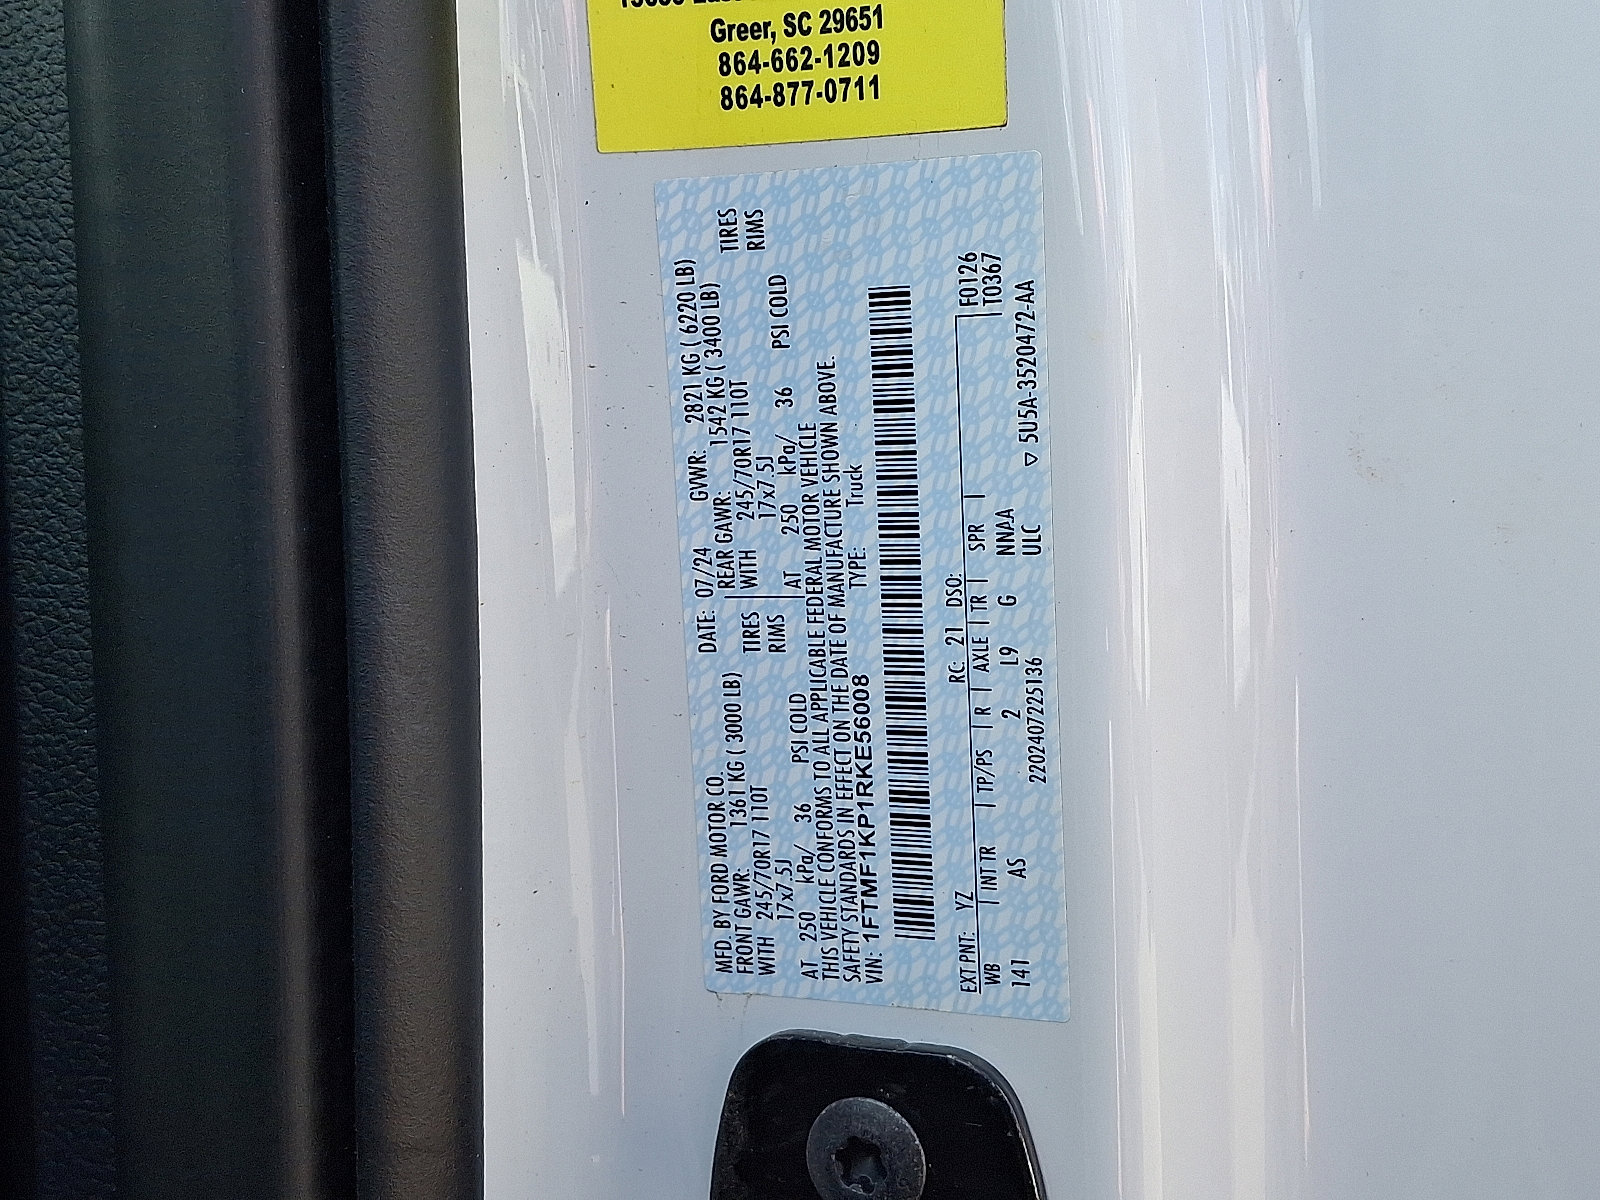 Greer, SC 29651
864-662-1209
864-877-0711
MFD. BY FORD MOTOR CO. DATE: 07/24 GVWR: 2821 KG ( 6220 LB)
FRONT GAWR: 1361 KG ( 3000 LB) REAR GAWR: 1542 KG ( 3400 LB)
WITH 245/70R17 110T TIRES WITH 245/70R17 110T TIRES
17x7.5J RIMS 17x7.5J RIMS
AT 250 kPa/ 36 PSI COLD AT 250 kPa/ 36 PSI COLD
THIS VEHICLE CONFORMS TO ALL APPLICABLE FEDERAL MOTOR VEHICLE
SAFETY STANDARDS IN EFFECT ON THE DATE OF MANUFACTURE SHOWN ABOVE.
VIN: 1FTMF1KP1RKE56008 TYPE: Truck
EXT PNT: YZ RC: 21 DSO: F0126
WB | INT TR | TP/PS | R | AXLE | TR | SPR | T0367
141 AS 2 L9 G NNAA
220240722513​6 ULC ▽ 5U5A-3520472-AA